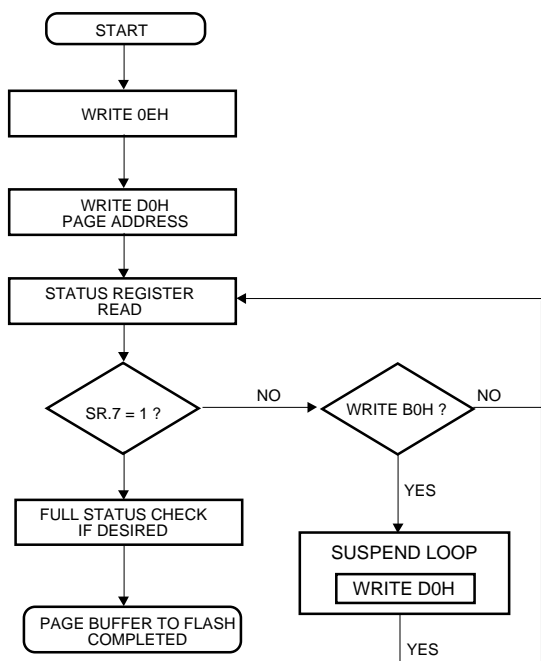 START
WRITE 0EH
WRITE D0H
PAGE ADDRESS
STATUS REGISTER
READ
SR.7 = 1 ?
NO
WRITE B0H ?
NO
YES
FULL STATUS CHECK
IF DESIRED
SUSPEND LOOP
WRITE D0H
PAGE BUFFER TO FLASH
COMPLETED
YES